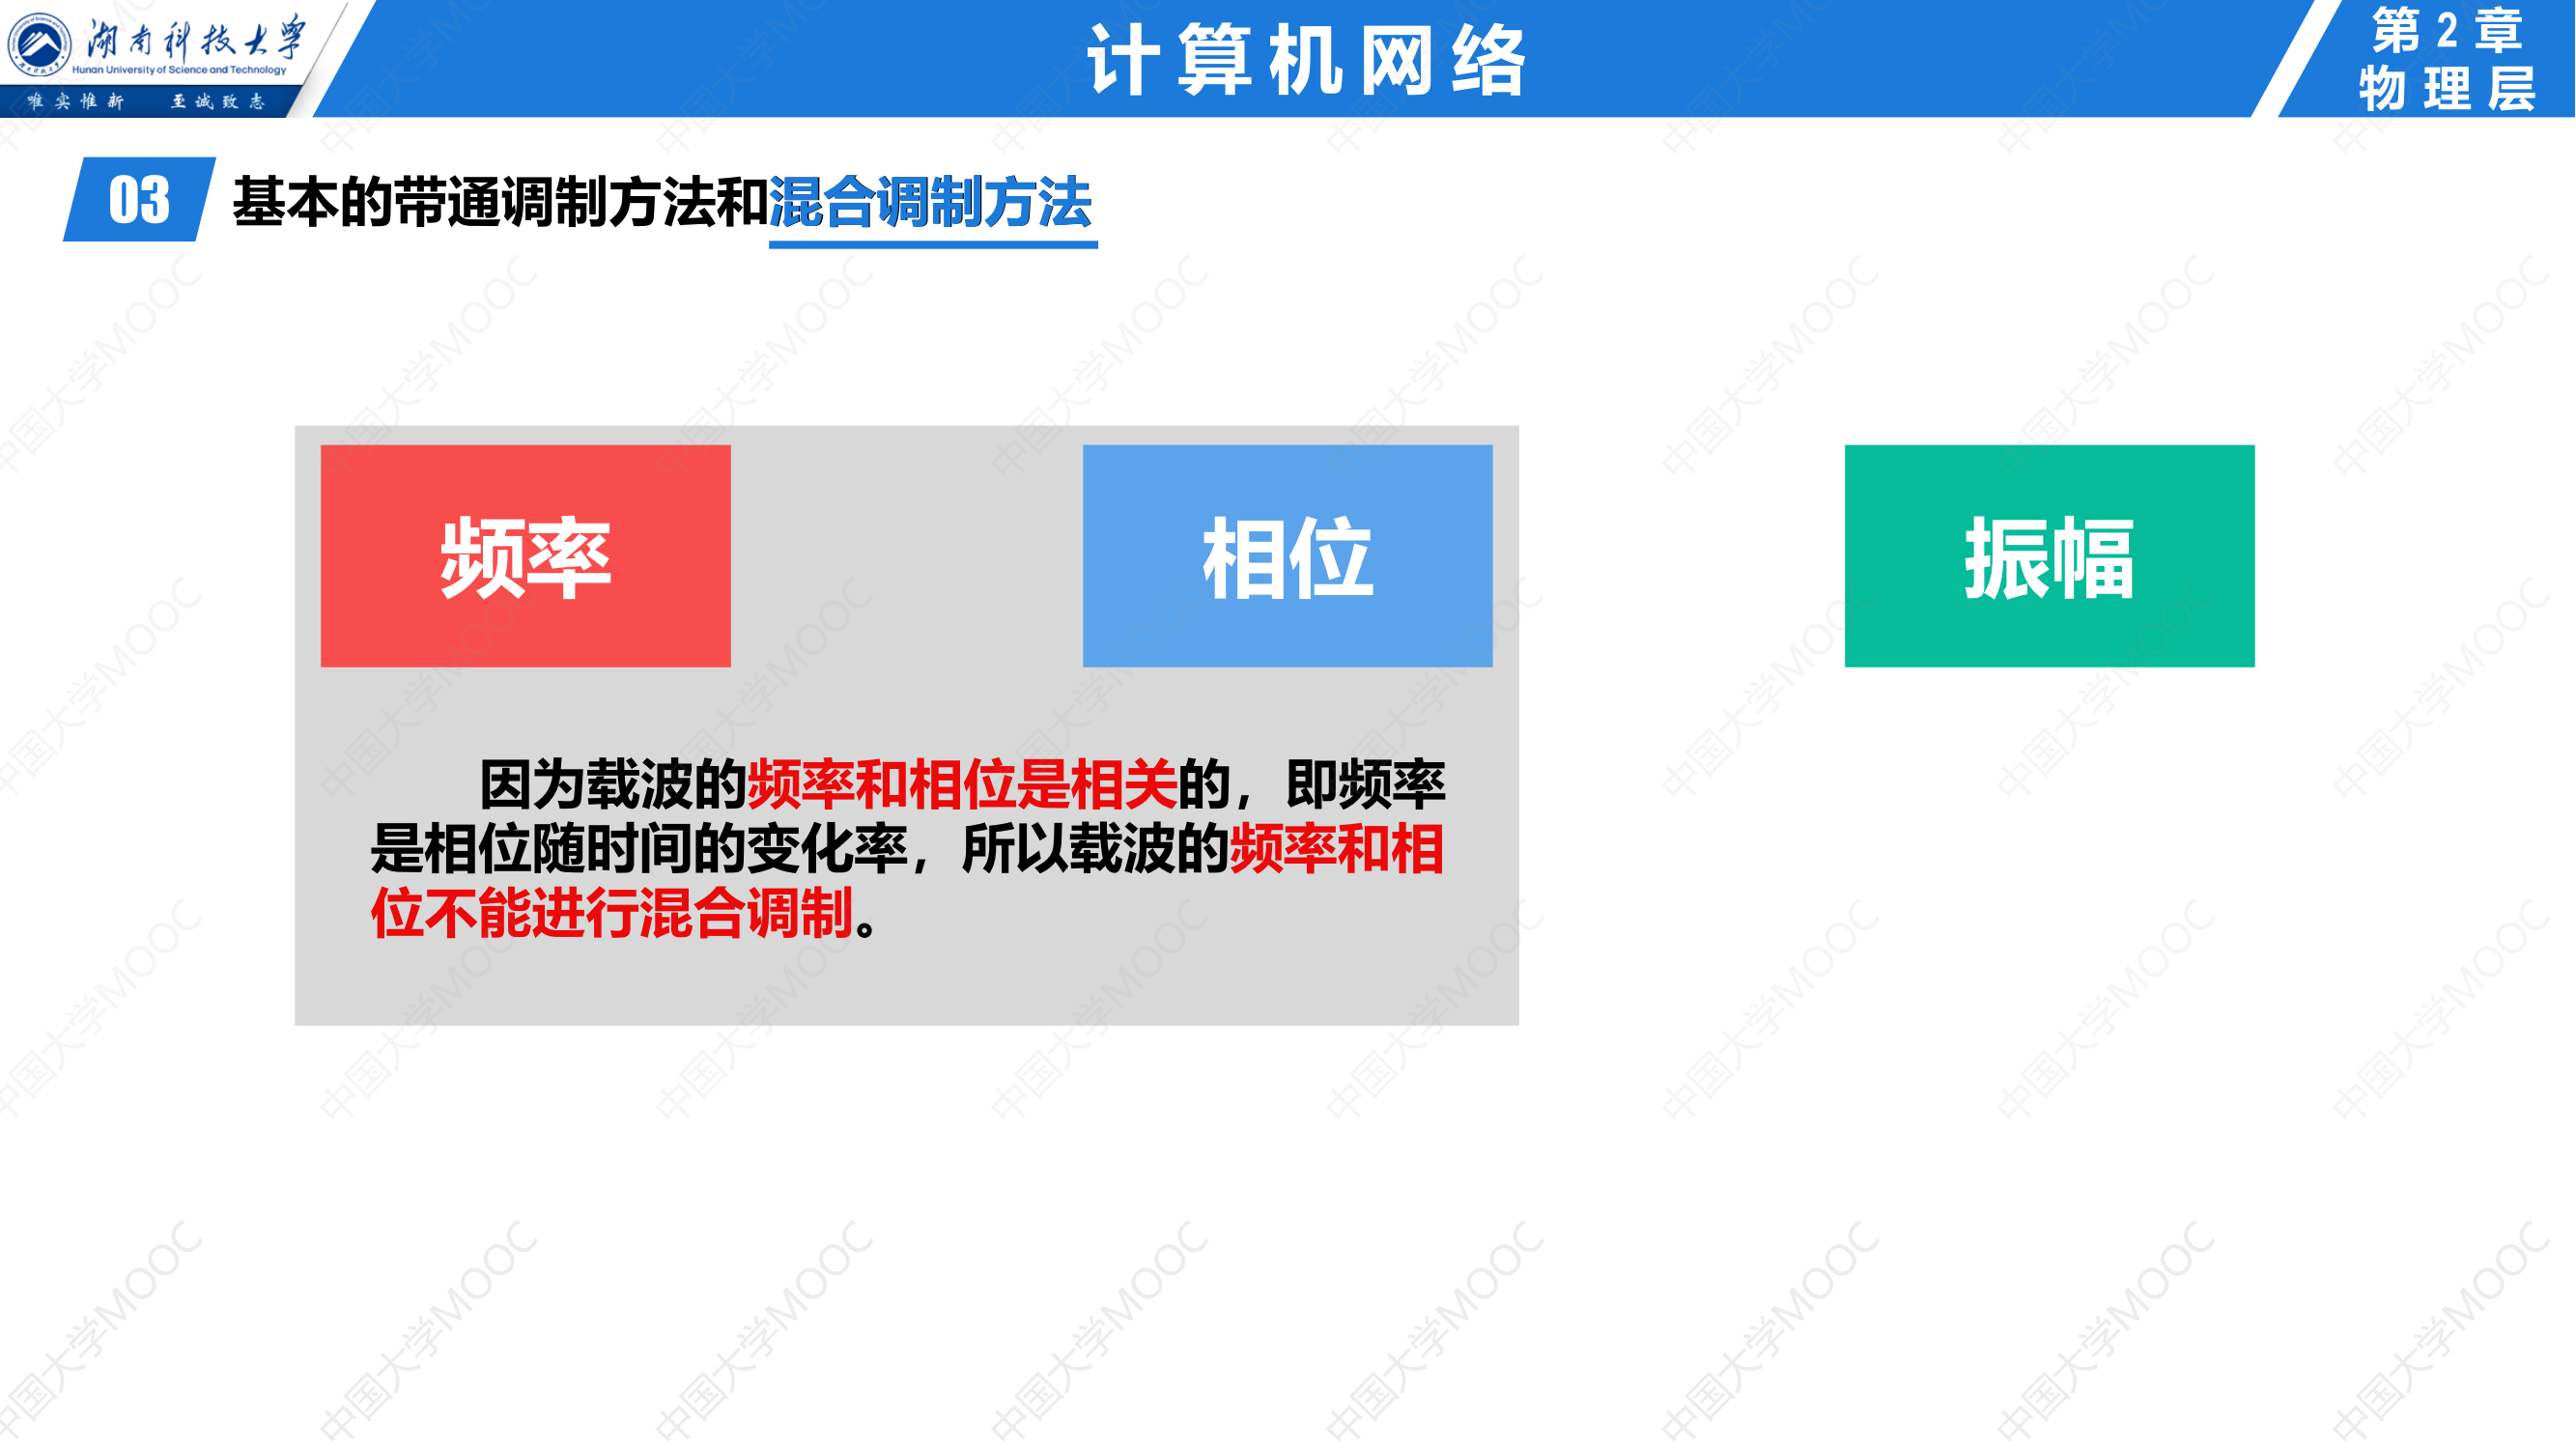 湖南科技大学
Hunan University of Science and Technology
唯实惟新 至诚致志
计算机网络
第2章
物理层
03 基本的带通调制方法和混合调制方法
频率
相位
振幅
因为载波的频率和相位是相关的，即频率
是相位随时间的变化率，所以载波的频率和相
位不能进行混合调制。
中国大学MOOC